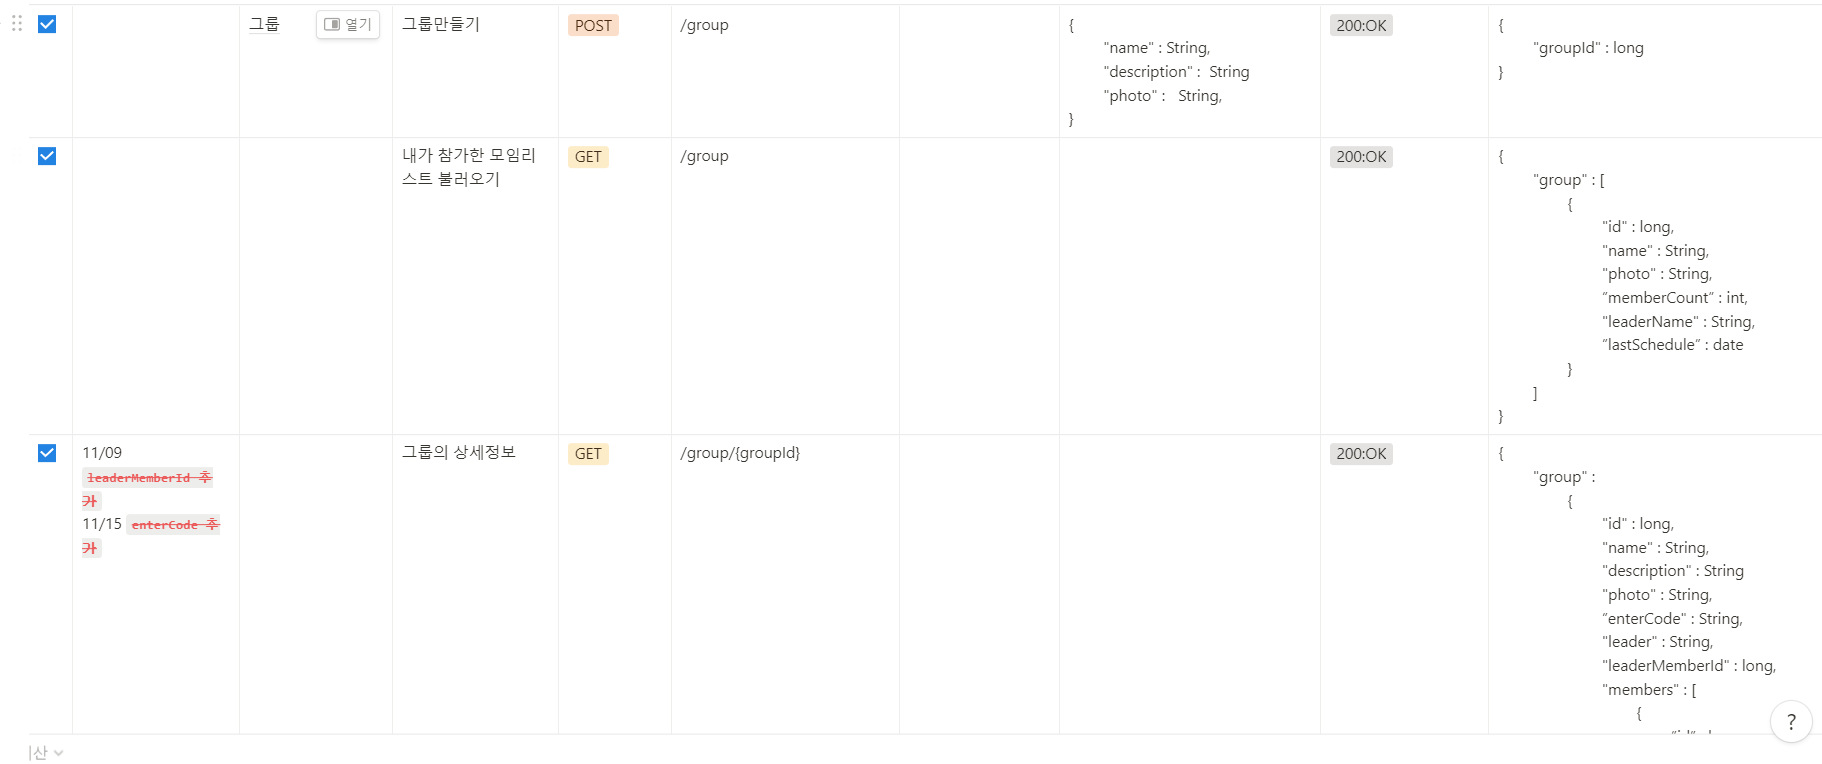 그룹
열기
그룹만들기
POST
/group
{
"name" : String,
"description" :  String
"photo" :   String,
}
200:OK
{
"groupId" : long
}
내가 참가한 모임리
스트 불러오기
GET
/group
200:OK
{
"group" : [
{
"id" : long,
"name" : String,
"photo" : String,
“memberCount” : int,
"leaderName" : String,
“lastSchedule” : date
}
]
}
11/09
leaderMemberId 추
가
11/15 enterCode 추
가
그룹의 상세정보
GET
/group/{groupId}
200:OK
{
"group" :
{
"id" : long,
"name" : String,
"description" : String
"photo" : String,
“enterCode" : String,
"leader" : String,
"leaderMemberId" : long,
"members" : [
{
?
산